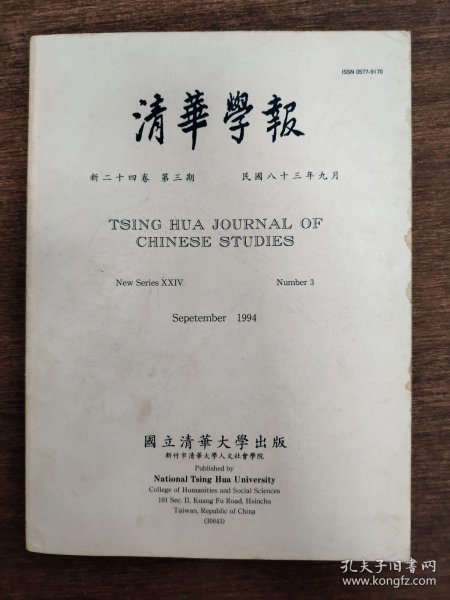 ISSN 0577-9170
清華學報
新二十四卷 第三期 民國八十三年九月
TSING HUA JOURNAL OF
CHINESE STUDIES
New Series XXIV Number 3
Sepetember 1994
國立清華大學出版
新竹市清華大學人文社會學院
Published by
National Tsing Hua University
College of Humanities and Social Sciences
101 Sec. II, Kuang Fu Road, Hsinchu
Taiwan, Republic of China
(30043)
孔夫子旧书网
www.kongfz.com